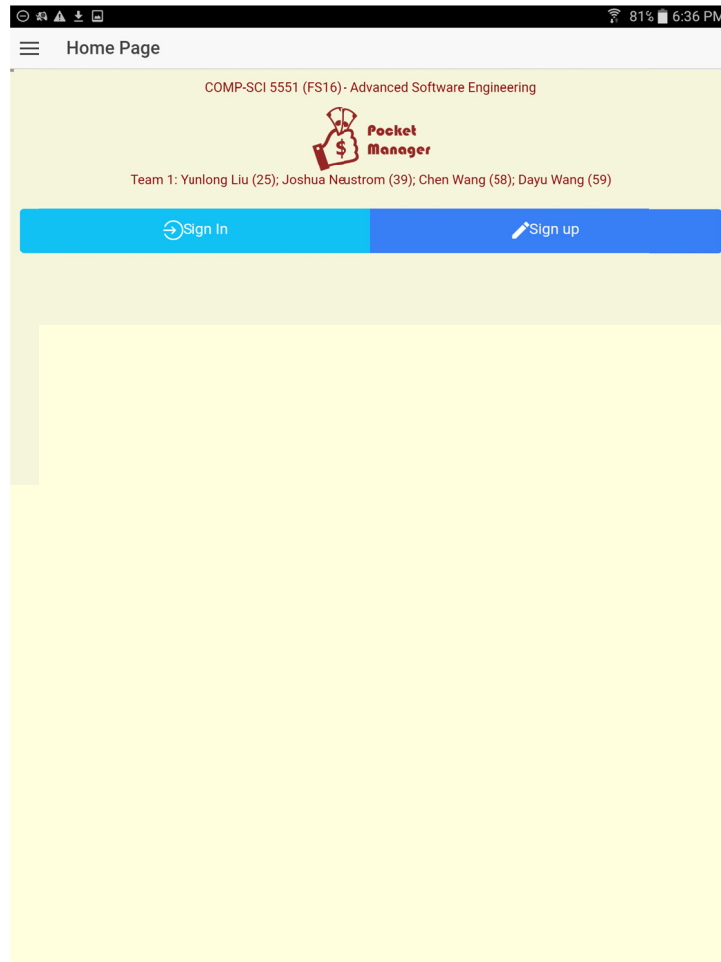 81% 6:36 PM
Home Page
COMP-SCI 5551 (FS16) - Advanced Software Engineering
$ Pocket
Manager
Team 1: Yunlong Liu (25); Joshua Neustrom (39); Chen Wang (58); Dayu Wang (59)
Sign In Sign up